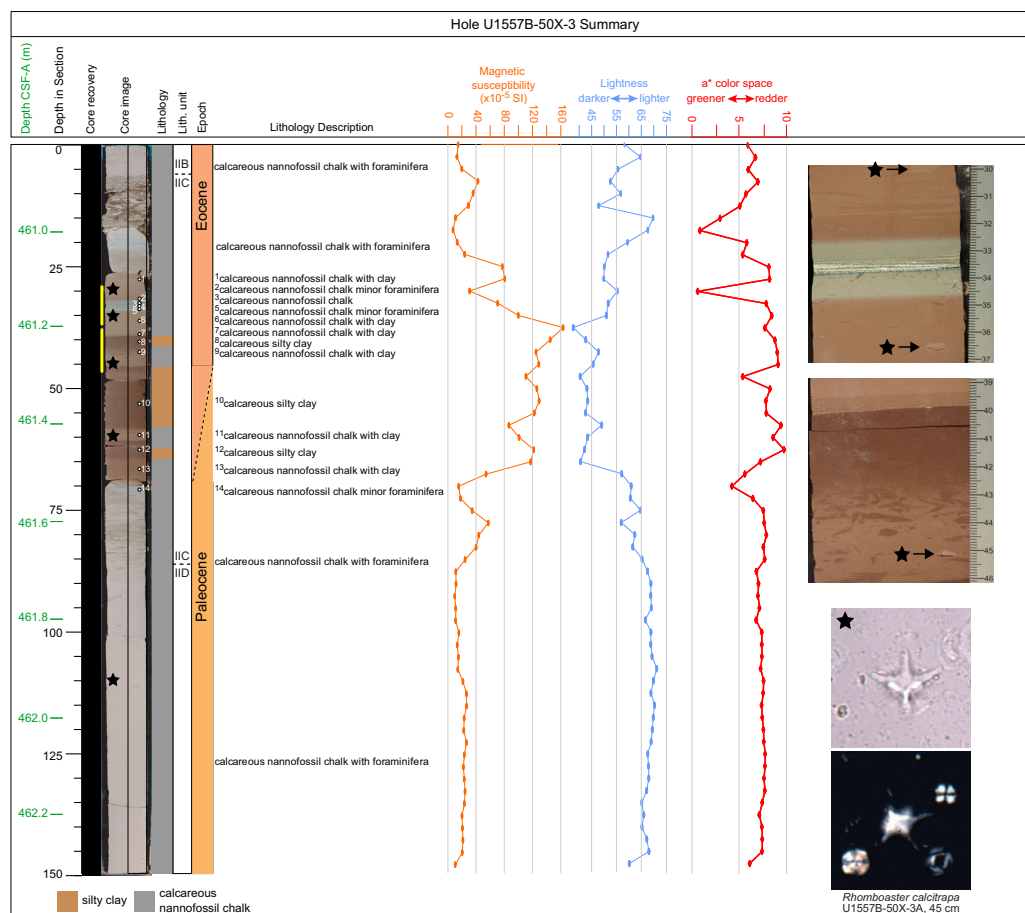 Hole U1557B-50X-3 Summary
Depth CSF-A (m)
Depth in Section
Core recovery
Core image
Lithology
Lith. unit
Epoch
Lithology Description
Magnetic
susceptibility
(x10⁻⁵ SI)
0 40 80 120 160
Lightness
darker lighter
45 55 65 75
a* color space
greener redder
0 5 10
0
25
50
75
100
125
150
461.0
461.2
461.4
461.6
461.8
462.0
462.2
IIB
IIC
IIC
IID
Eocene
Paleocene
calcareous nannofossil chalk with foraminifera
calcareous nannofossil chalk with foraminifera
¹calcareous nannofossil chalk with clay
²calcareous nannofossil chalk minor foraminifera
³calcareous nannofossil chalk
⁵calcareous nannofossil chalk minor foraminifera
⁶calcareous nannofossil chalk with clay
⁷calcareous nannofossil chalk with clay
⁸calcareous silty clay
⁹calcareous nannofossil chalk with clay
¹⁰calcareous silty clay
¹¹calcareous nannofossil chalk with clay
¹²calcareous silty clay
¹³calcareous nannofossil chalk with clay
¹⁴calcareous nannofossil chalk minor foraminifera
calcareous nannofossil chalk with foraminifera
calcareous nannofossil chalk with foraminifera
6
7
8
9
10
11
12
13
14
30
31
32
33
34
35
36
37
39
40
41
42
43
44
45
46
silty clay
calcareous
nannofossil chalk
Rhomboaster calcitrapa
U1557B-50X-3A, 45 cm